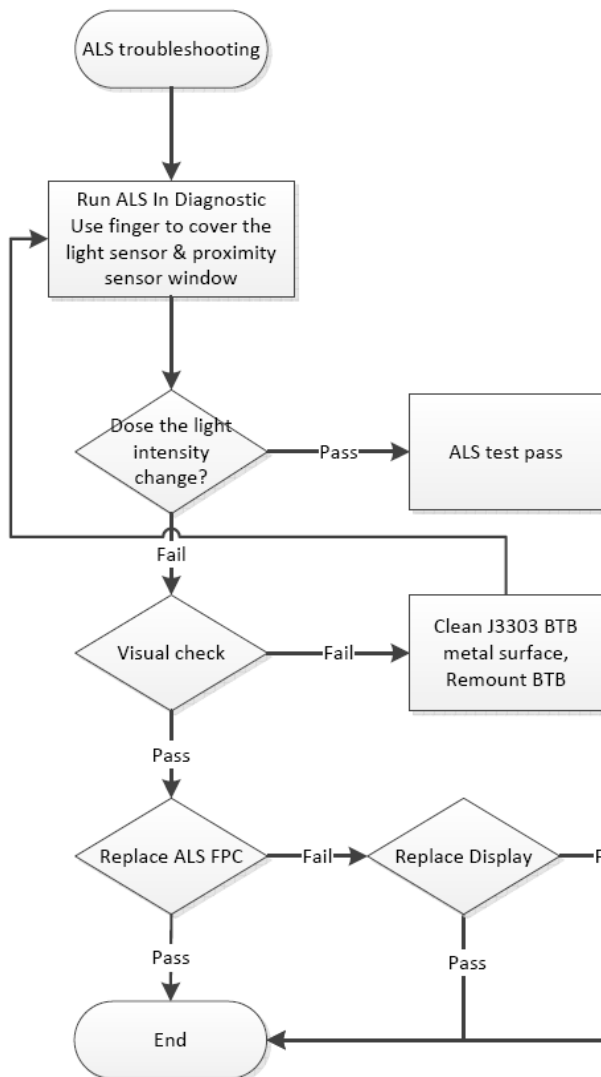 ALS troubleshooting
Run ALS In Diagnostic
Use finger to cover the
light sensor & proximity
sensor window
Dose the light
intensity
change?
Pass
ALS test pass
Fail
Visual check
Fail
Clean J3303 BTB
metal surface,
Remount BTB
Pass
Replace ALS FPC
Fail
Replace Display
Pass
Pass
End